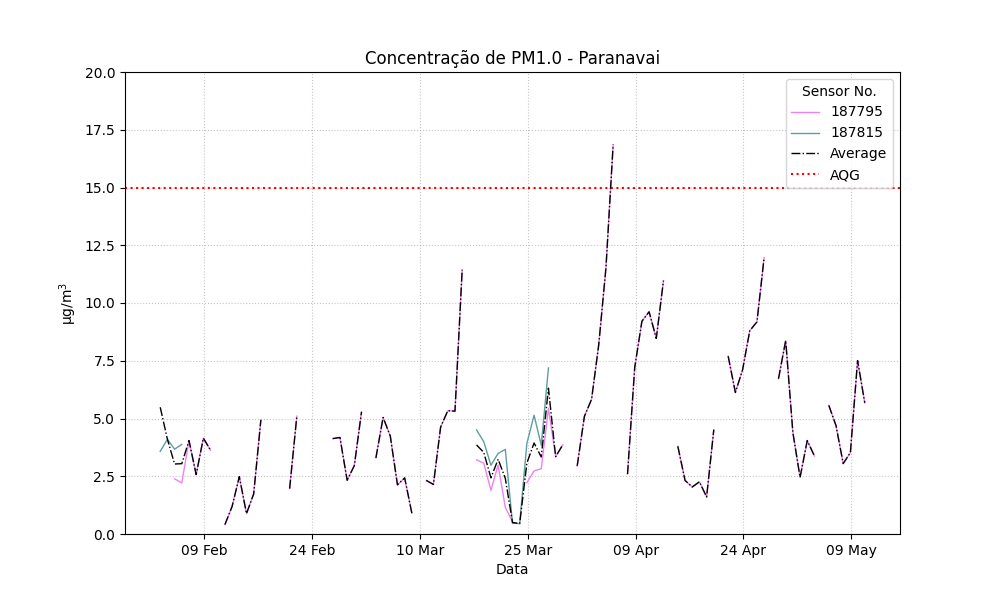 Concentração de PM1.0 - Paranavai
20.0
17.5
15.0
12.5
10.0
7.5
5.0
2.5
0.0
µg/m³
Sensor No.
187795
187815
Average
AQG
09 Feb
24 Feb
10 Mar
25 Mar
09 Apr
24 Apr
09 May
Data